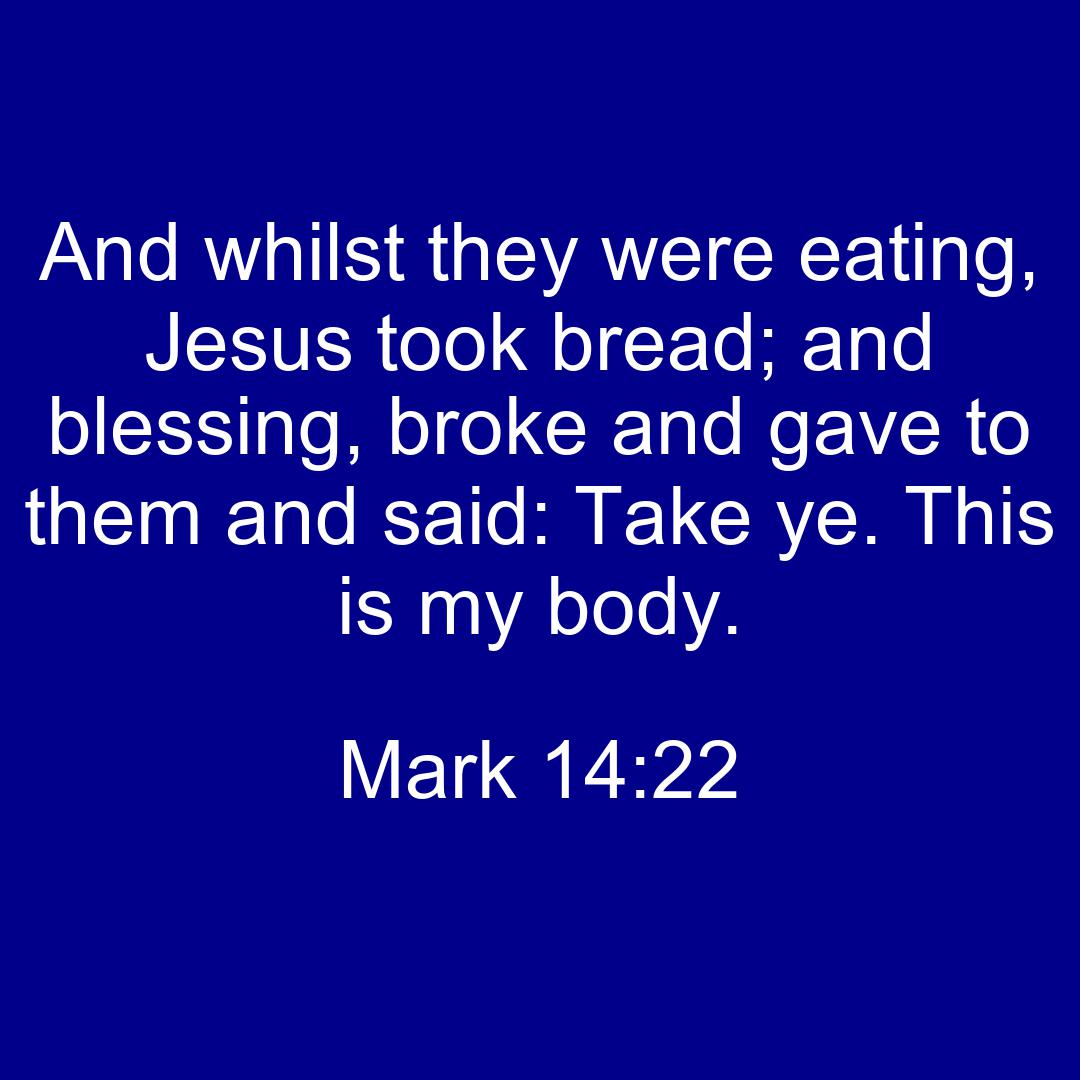 And whilst they were eating,
Jesus took bread; and
blessing, broke and gave to
them and said: Take ye. This
is my body.
Mark 14:22